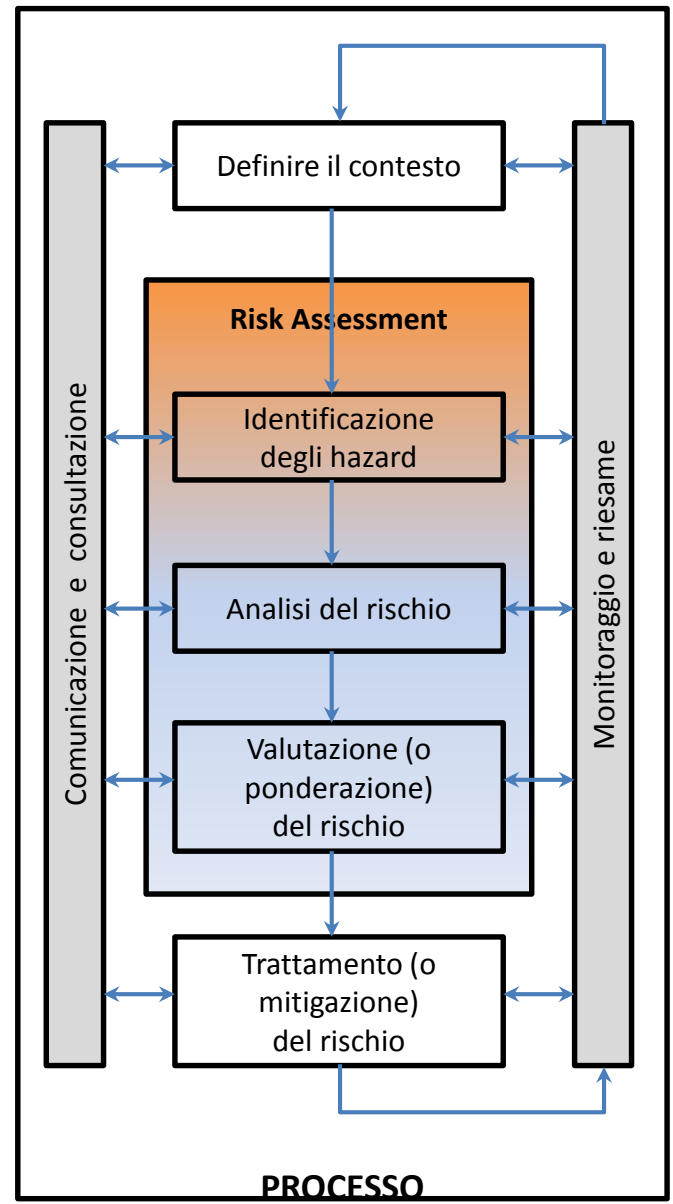 Definire il contesto
Risk Assessment
Identificazione
degli hazard
Analisi del rischio
Valutazione (o
ponderazione)
del rischio
Trattamento (o
mitigazione)
del rischio
Comunicazione e consultazione
Monitoraggio e riesame
PROCESSO